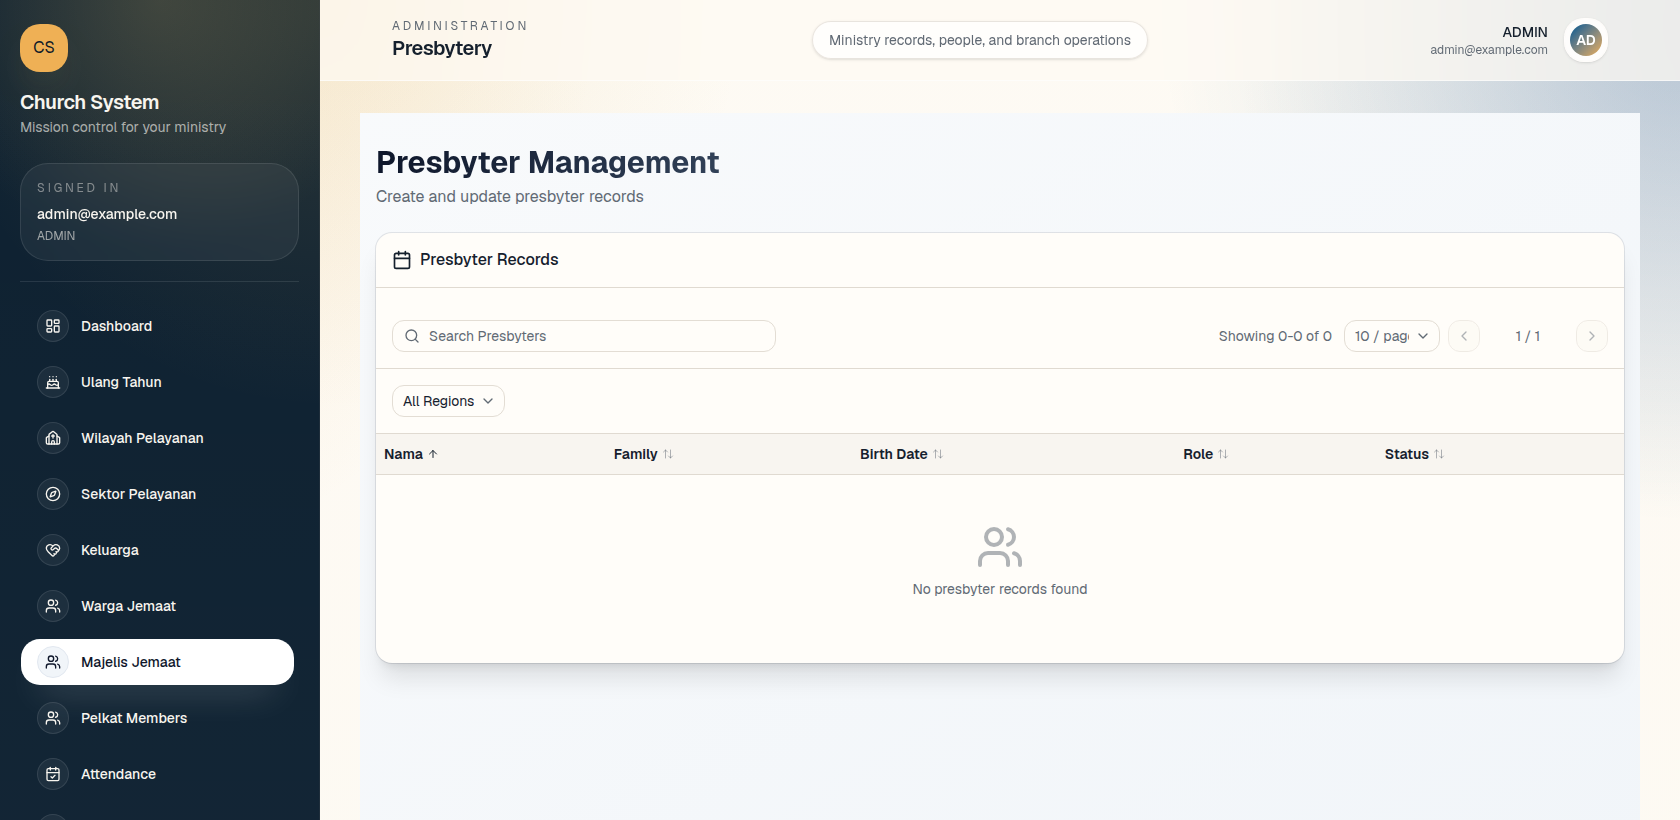 CS
Church System
Mission control for your ministry
SIGNED IN
admin@example.com
ADMIN
Dashboard
Ulang Tahun
Wilayah Pelayanan
Sektor Pelayanan
Keluarga
Warga Jemaat
Majelis Jemaat
Pelkat Members
Attendance
ADMINISTRATION
Presbytery
Ministry records, people, and branch operations
ADMIN
admin@example.com
AD
Presbyter Management
Create and update presbyter records
Presbyter Records
Search Presbyters
Showing 0-0 of 0
10 / page
1 / 1
All Regions
Nama Family Birth Date Role Status
No presbyter records found